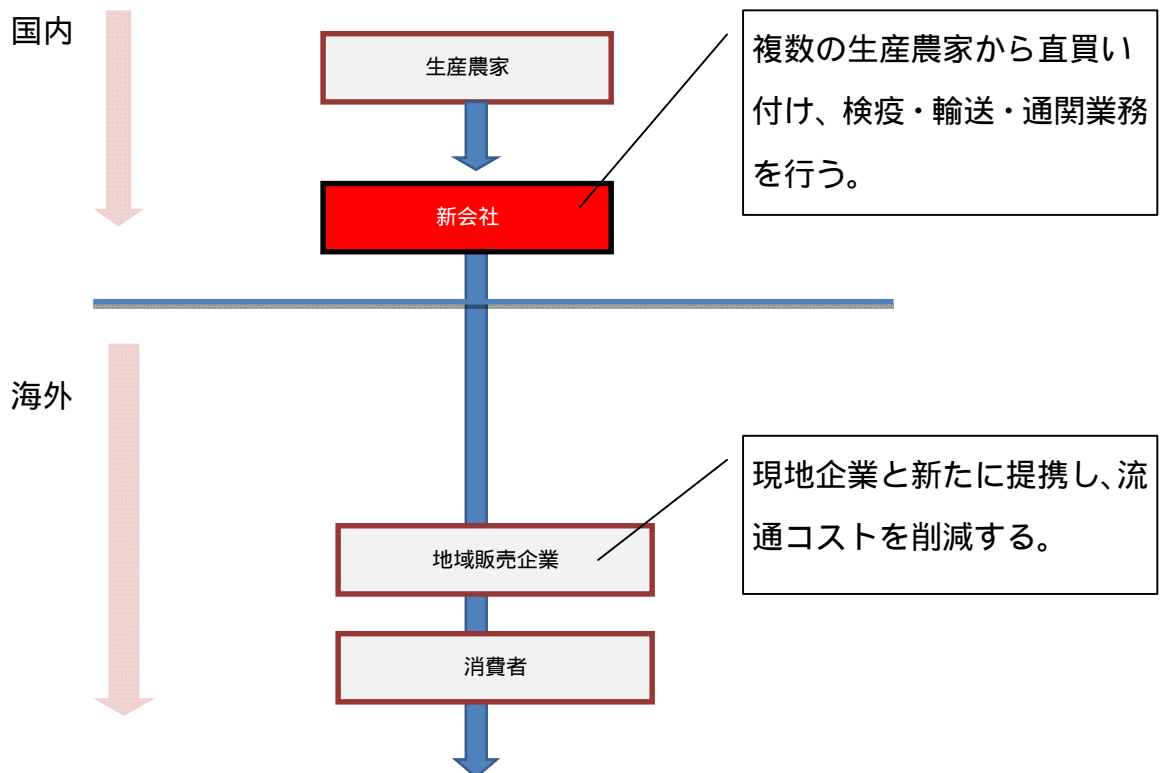 国内
生産農家
複数の生産農家から直買い
付け、検疫・輸送・通関業務
を行う。
新会社
海外
現地企業と新たに提携し、流
通コストを削減する。
地域販売企業
消費者